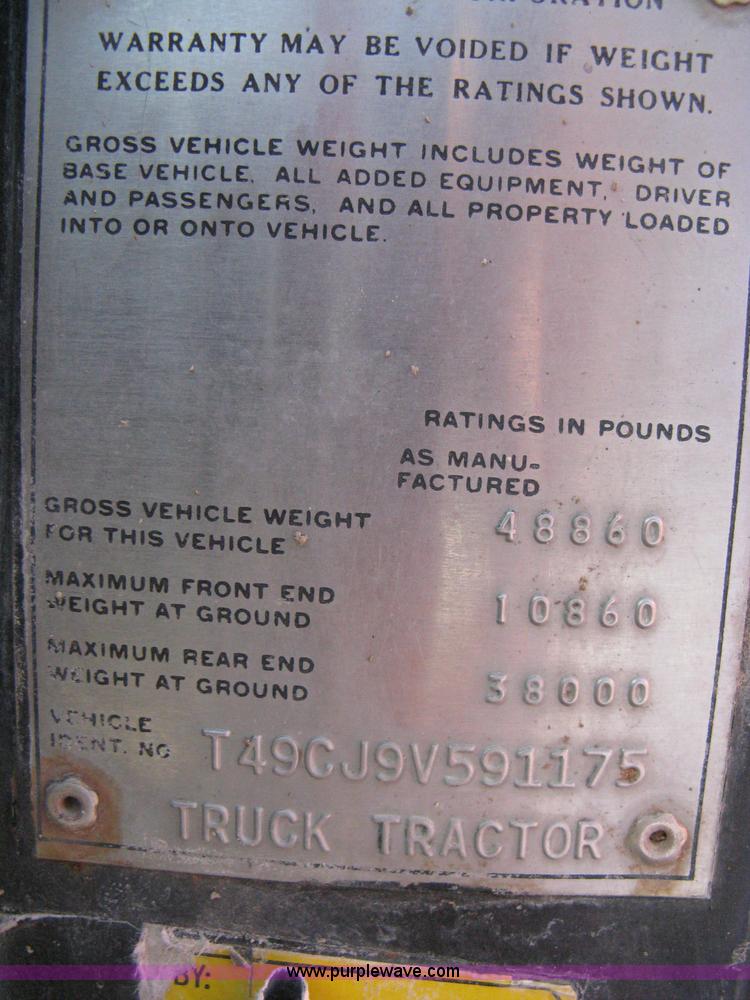 WARRANTY MAY BE VOIDED IF WEIGHT
EXCEEDS ANY OF THE RATINGS SHOWN.
GROSS VEHICLE WEIGHT INCLUDES WEIGHT OF
BASE VEHICLE, ALL ADDED EQUIPMENT, DRIVER
AND PASSENGERS, AND ALL PROPERTY LOADED
INTO OR ONTO VEHICLE.
RATINGS IN POUNDS
AS MANU-
FACTURED
GROSS VEHICLE WEIGHT
FOR THIS VEHICLE 48860
MAXIMUM FRONT END
WEIGHT AT GROUND 10860
MAXIMUM REAR END
WEIGHT AT GROUND 38000
VEHICLE
IDENT. NO T49CJ9V591175
TRUCK TRACTOR
BY:
www.purplewave.com